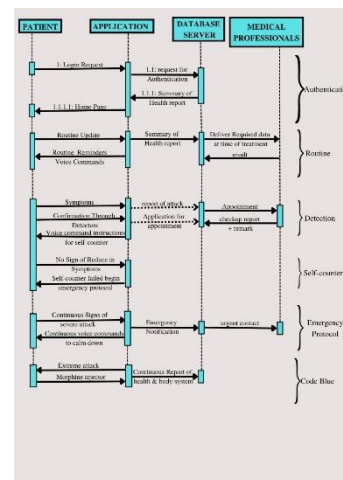 PATIENT
APPLICATION
DATABASE
SERVER
MEDICAL
PROFESSIONALS
1: Login Request
1.1: request for
Authentication
1.1.1: Summary of
Health report
1.1.1.1: Home Page
Authenticati
Routine Update
Summary of
Health report
Deliver Required data
at time of treatment
Routine Reminders
Voice Commands
result
Routine
Symptoms
report of attack
Appointment
Confirmation Through
Detectors
Application for
appointment
checkup report
+ remark
Voice command instructions
for self-counter
Detection
No Sign of Reduce in
Symptoms
Self-counter failed begin
emergency protocol
Self-counter
Continuous Signs of
severe attack
Emergency
Notification
urgent contact
Continuous voice commands
to calm down
Emergency
Protocol
Extreme attack
Morphine injector
Continuous Report of
health & body system
Code Blue